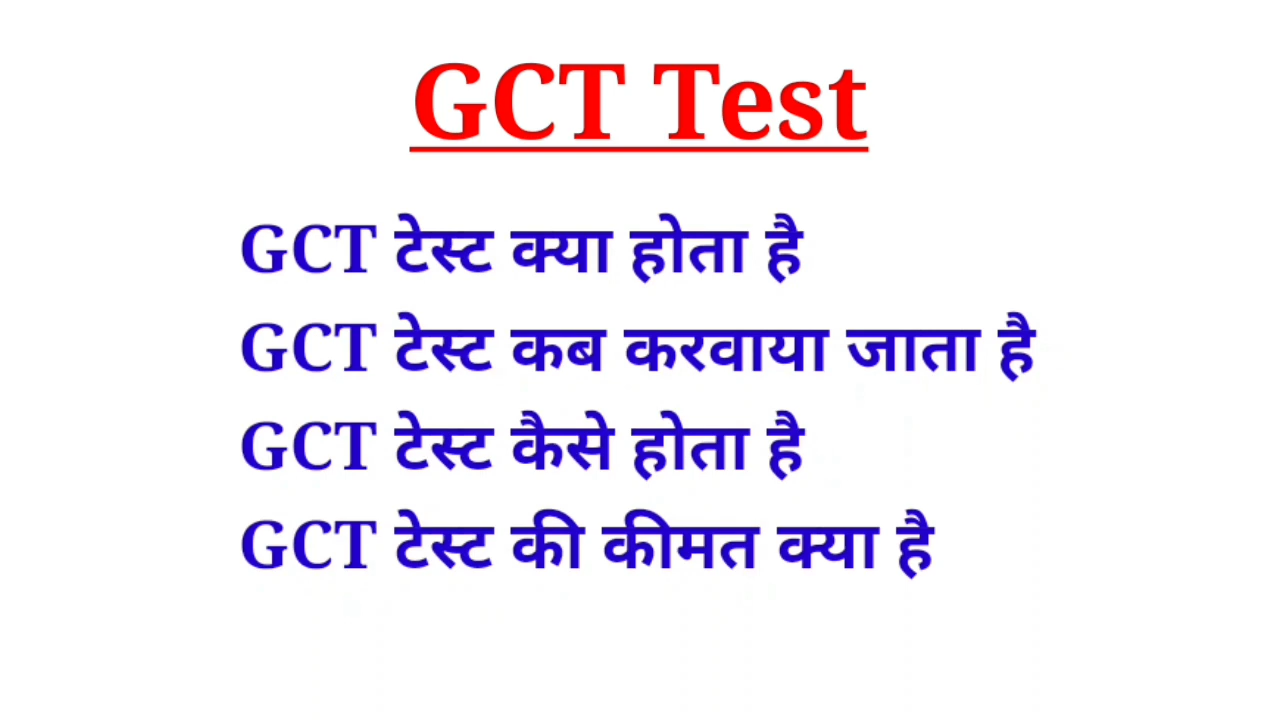 GCT Test
GCT टेस्ट क्या होता है
GCT टेस्ट कब करवाया जाता है
GCT टेस्ट कैसे होता है
GCT टेस्ट की कीमत क्या है